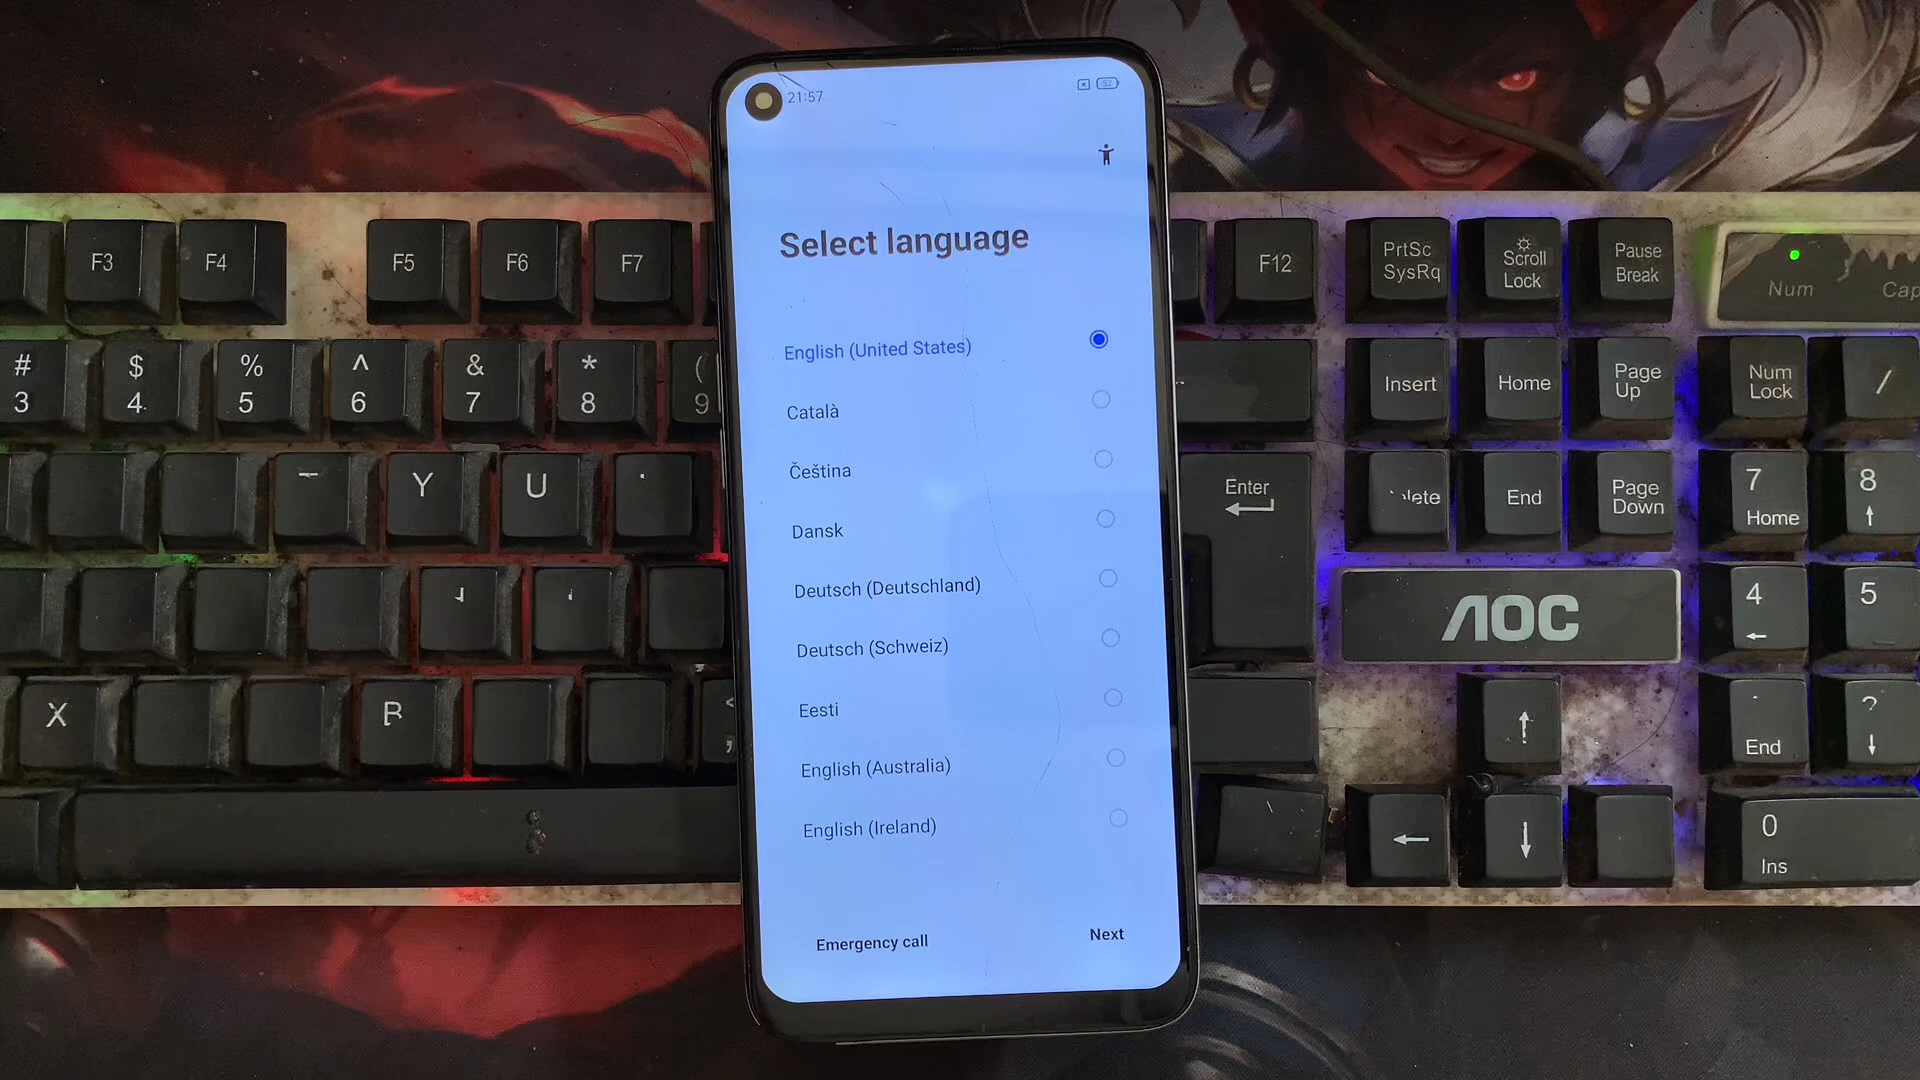 21:57
52
Select language
English (United States)
Català
Čeština
Dansk
Deutsch (Deutschland)
Deutsch (Schweiz)
Eesti
English (Australia)
English (Ireland)
Emergency call
Next
F3
F4
F5
F6
F7
F12
PrtSc
SysRq
Scroll
Lock
Pause
Break
Num
#
3
$
4
%
5
^
6
&
7
*
8
(
9
Insert
Home
Page
Up
Num
Lock
/
Y
U
Enter
End
Page
Down
7
Home
8
AOC
4
5
X
End
0
Ins